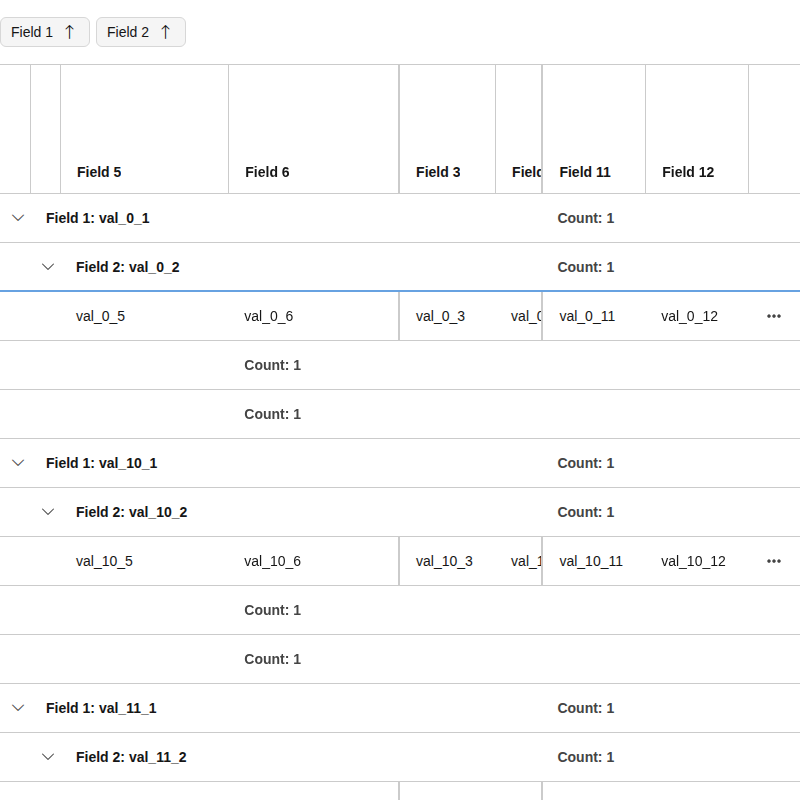 Field 1 Field 2
Field 5 Field 6 Field 3 Field Field 11 Field 12
Field 1: val_0_1 Count: 1
Field 2: val_0_2 Count: 1
val_0_5 val_0_6 val_0_3 val_0 val_0_11 val_0_12
Count: 1
Count: 1
Field 1: val_10_1 Count: 1
Field 2: val_10_2 Count: 1
val_10_5 val_10_6 val_10_3 val_1 val_10_11 val_10_12
Count: 1
Count: 1
Field 1: val_11_1 Count: 1
Field 2: val_11_2 Count: 1